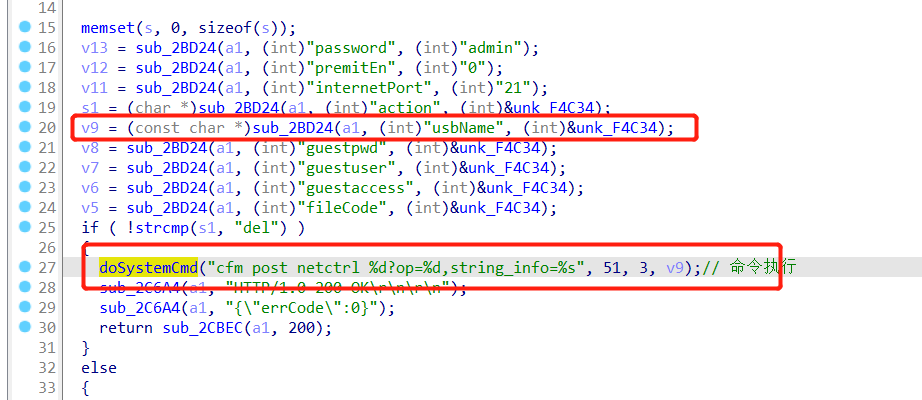 14
15 memset(s, 0, sizeof(s));
16 v13 = sub_2BD24(a1, (int)"password", (int)"admin");
17 v12 = sub_2BD24(a1, (int)"premitEn", (int)"0");
18 v11 = sub_2BD24(a1, (int)"internetPort", (int)"21");
19 s1 = (char *)sub_2BD24(a1, (int)"action", (int)&unk_F4C34);
20 v9 = (const char *)sub_2BD24(a1, (int)"usbName", (int)&unk_F4C34);
21 v8 = sub_2BD24(a1, (int)"guestpwd", (int)&unk_F4C34);
22 v7 = sub_2BD24(a1, (int)"guestuser", (int)&unk_F4C34);
23 v6 = sub_2BD24(a1, (int)"guestaccess", (int)&unk_F4C34);
24 v5 = sub_2BD24(a1, (int)"fileCode", (int)&unk_F4C34);
25 if ( !strcmp(s1, "del") )
26 {
27 doSystemCmd("cfm post netctrl %d?op=%d,string_info=%s", 51, 3, v9);// 命令执行
28 sub_2C6A4(a1, "HTTP/1.0 200 OK\r\n\r\n");
29 sub_2C6A4(a1, "{\"errCode\":0}");
30 return sub_2CBEC(a1, 200);
31 }
32 else
33 {